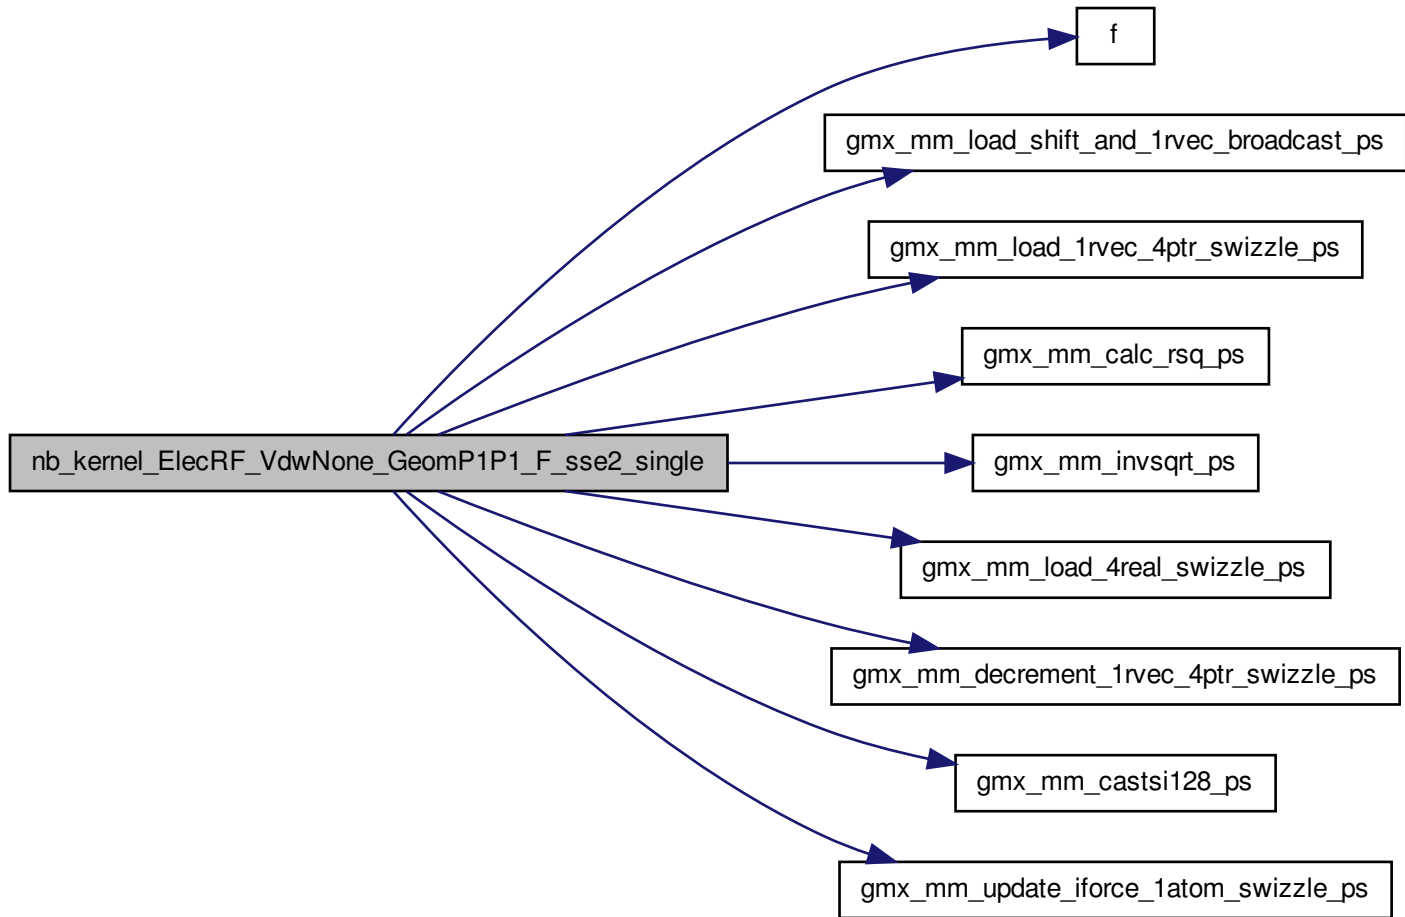 f
gmx_mm_load_shift_and_1rvec_broadcast_ps
gmx_mm_load_1rvec_4ptr_swizzle_ps
gmx_mm_calc_rsq_ps
nb_kernel_ElecRF_VdwNone_GeomP1P1_F_sse2_single
gmx_mm_invsqrt_ps
gmx_mm_load_4real_swizzle_ps
gmx_mm_decrement_1rvec_4ptr_swizzle_ps
gmx_mm_castsi128_ps
gmx_mm_update_iforce_1atom_swizzle_ps